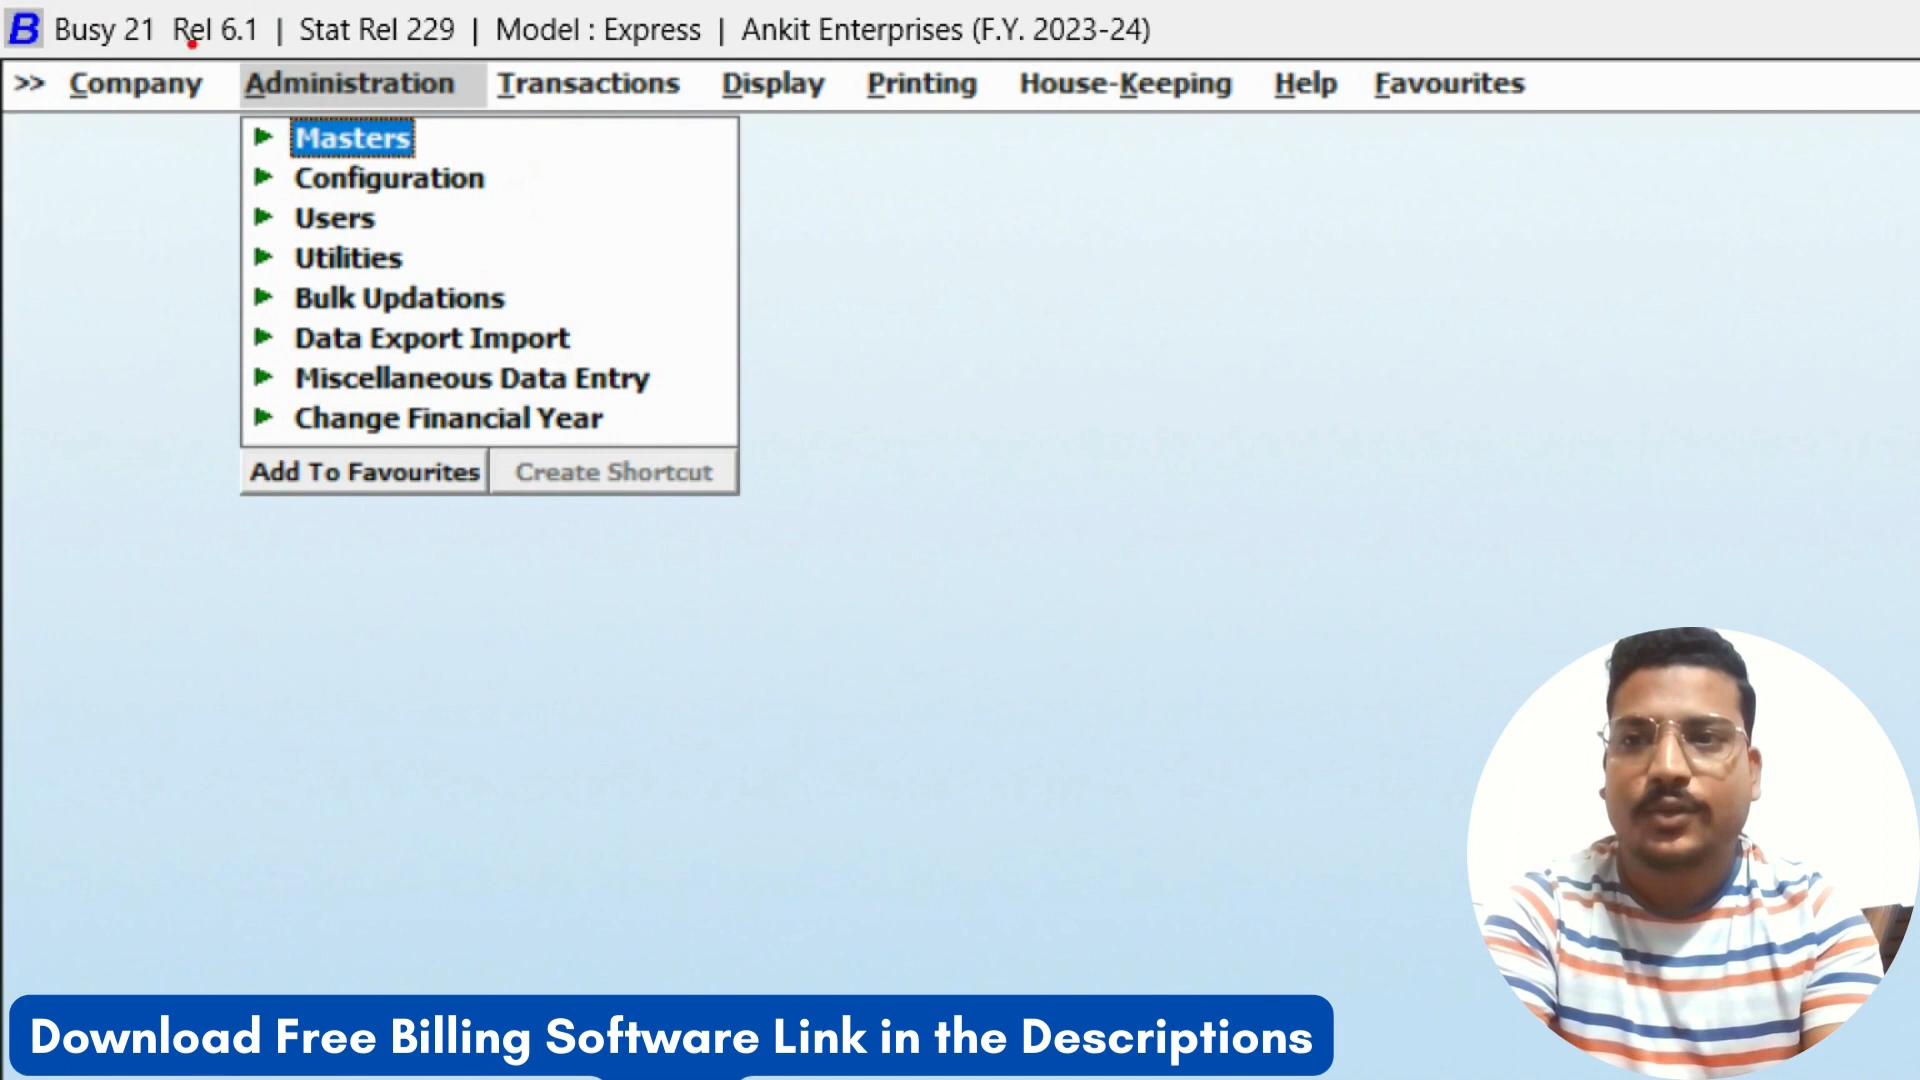 B Busy 21 Rel 6.1 | Stat Rel 229 | Model : Express | Ankit Enterprises (F.Y. 2023-24)
>> Company Administration Transactions Display Printing House-Keeping Help Favourites
Masters
Configuration
Users
Utilities
Bulk Updations
Data Export Import
Miscellaneous Data Entry
Change Financial Year
Add To Favourites Create Shortcut
Download Free Billing Software Link in the Descriptions